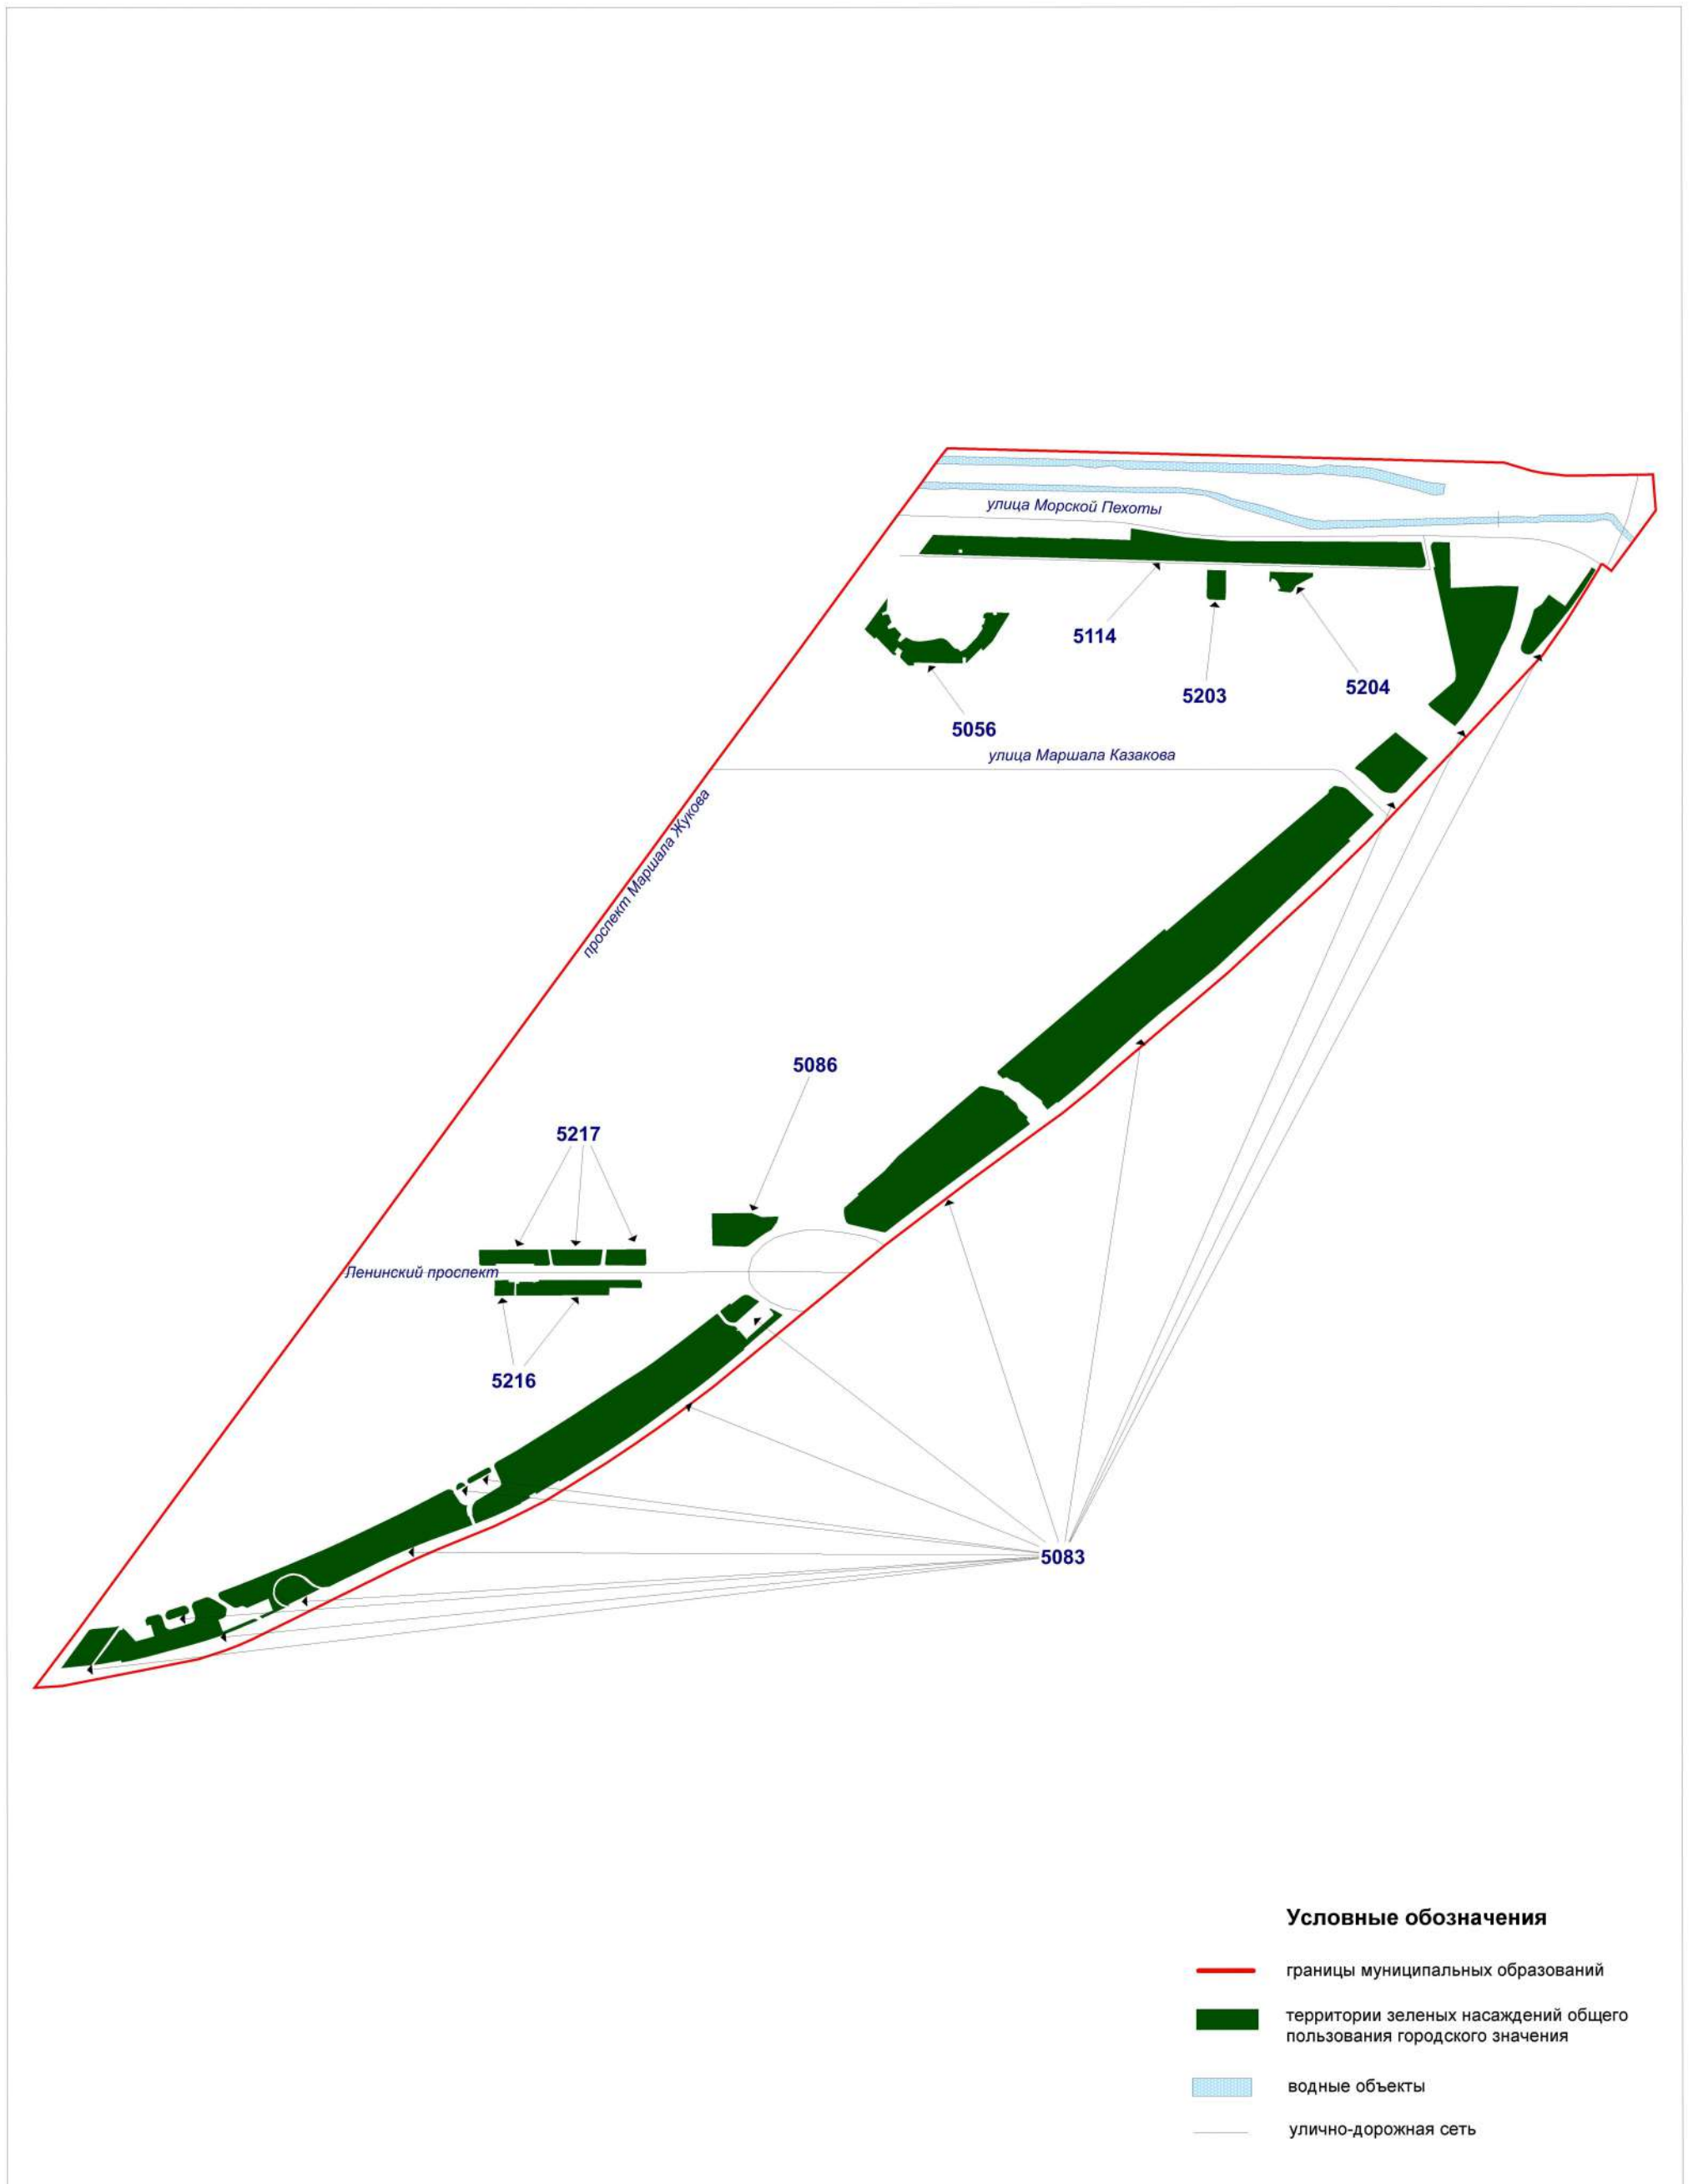 улица Морской Пехоты
5114
5203
5204
5056
улица Маршала Казакова
проспект Маршала Жукова
5086
5217
Ленинский проспект
5216
5083
Условные обозначения
границы муниципальных образований
территории зеленых насаждений общего
пользования городского значения
водные объекты
улично-дорожная сеть